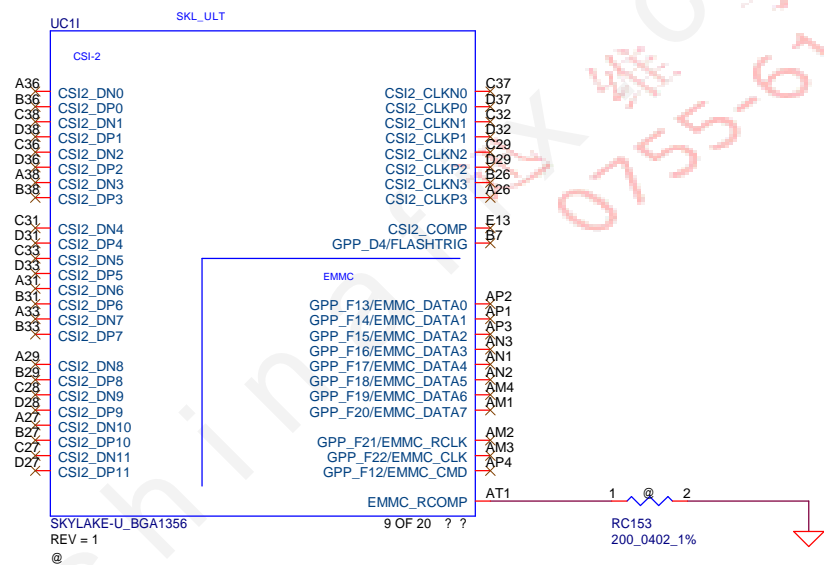 SKL_ULT
UC1I
CSI-2
A36 CSI2_DN0 CSI2_CLKN0 C37
B36 CSI2_DP0 CSI2_CLKP0 D37
C38 CSI2_DN1 CSI2_CLKN1 C32
D38 CSI2_DP1 CSI2_CLKP1 D32
C36 CSI2_DN2 CSI2_CLKN2 C29
D36 CSI2_DP2 CSI2_CLKP2 D29
A38 CSI2_DN3 CSI2_CLKN3 B26
B38 CSI2_DP3 CSI2_CLKP3 A26
C31 CSI2_DN4 CSI2_COMP E13
D31 CSI2_DP4 GPP_D4/FLASHTRIG B7
C33 CSI2_DN5
D33 CSI2_DP5
EMMC
A31 CSI2_DN6
B31 CSI2_DP6 GPP_F13/EMMC_DATA0 AP2
A33 CSI2_DN7 GPP_F14/EMMC_DATA1 AP1
B33 CSI2_DP7 GPP_F15/EMMC_DATA2 AP3
GPP_F16/EMMC_DATA3 AN3
A29 CSI2_DN8 GPP_F17/EMMC_DATA4 AN1
B29 CSI2_DP8 GPP_F18/EMMC_DATA5 AN2
C28 CSI2_DN9 GPP_F19/EMMC_DATA6 AM4
D28 CSI2_DP9 GPP_F20/EMMC_DATA7 AM1
A27 CSI2_DN10
B27 CSI2_DP10 GPP_F21/EMMC_RCLK AM2
C27 CSI2_DN11 GPP_F22/EMMC_CLK AM3
D27 CSI2_DP11 GPP_F12/EMMC_CMD AP4
EMMC_RCOMP AT1 1 @ 2
SKYLAKE-U_BGA1356 9 OF 20 ? ? RC153
REV = 1 200_0402_1%
@
0755-61